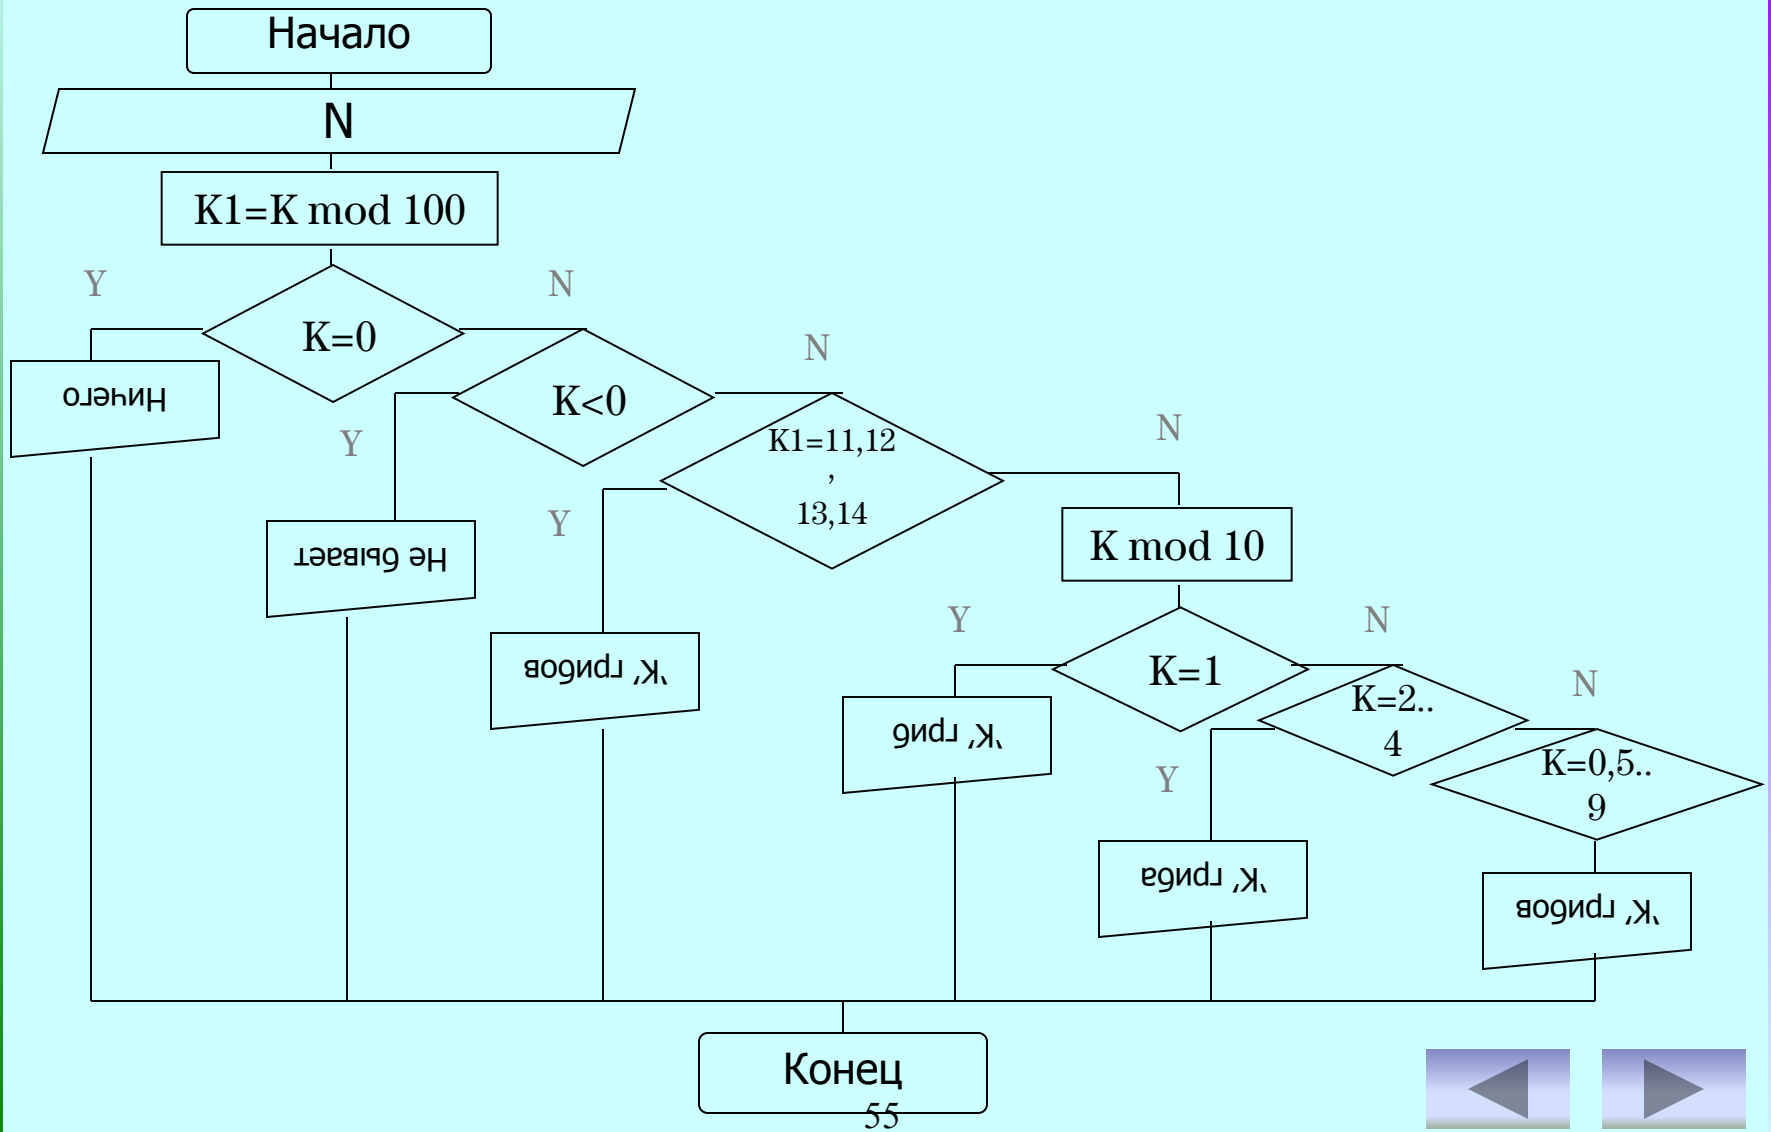 Начало
N
K1=K mod 100
Y
N
K=0
N
Ничего
K<0
Y
K1=11,12
,
13,14
N
Y
Не бывает
K mod 10
'K' грибов
Y
N
K=1
K=2..
4
N
'K' гриб
Y
K=0,5..
9
'K' гриба
'K' грибов
Конец
55